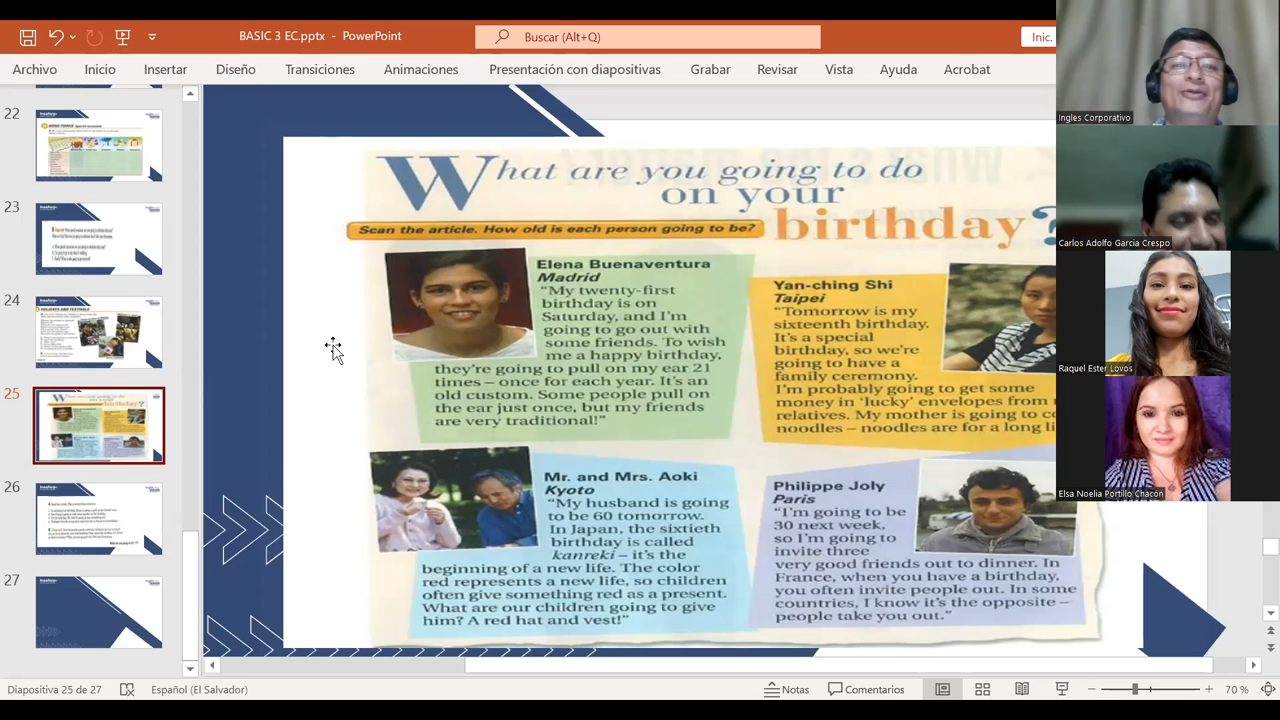 BASIC 3 EC.pptx - PowerPoint
Buscar (Alt+Q)
Inic.
Archivo
Inicio
Insertar
Diseño
Transiciones
Animaciones
Presentación con diapositivas
Grabar
Revisar
Vista
Ayuda
Acrobat
22
23
24
25
26
27
What are you going to do
on your
birthday?
Scan the article. How old is each person going to be?
Elena Buenaventura
Madrid
"My twenty-first
birthday is on
Saturday, and I'm
going to go out with
some friends. To wish
me a happy birthday,
they're going to pull on my ear 21
times – once for each year. It's an
old custom. Some people pull on
the ear just once, but my friends
are very traditional!"
Yan-ching Shi
Taipei
"Tomorrow is my
sixteenth birthday.
It's a special
birthday, so we're
going to have a
family ceremony.
I'm probably going to get some
money in 'lucky' envelopes from
relatives. My mother is going to
noodles – noodles are for a long
Mr. and Mrs. Aoki
Kyoto
"My husband is going
to be 60 tomorrow.
In Japan, the sixtieth
birthday is called
kanreki – it's the
beginning of a new life. The color
red represents a new life, so children
often give something red as a present.
What are our children going to give
him? A red hat and vest!"
Philippe Joly
Paris
"I'm going to be
30 next week,
so I'm going to
invite three
very good friends out to dinner. In
France, when you have a birthday,
you often invite people out. In some
countries, I know it's the opposite –
people take you out."
Ingles Corporativo
Carlos Adolfo Garcia Crespo
Raquel Ester Lovos
Elsa Noelia Portillo Chacón
Diapositiva 25 de 27
Español (El Salvador)
Notas
Comentarios
70 %